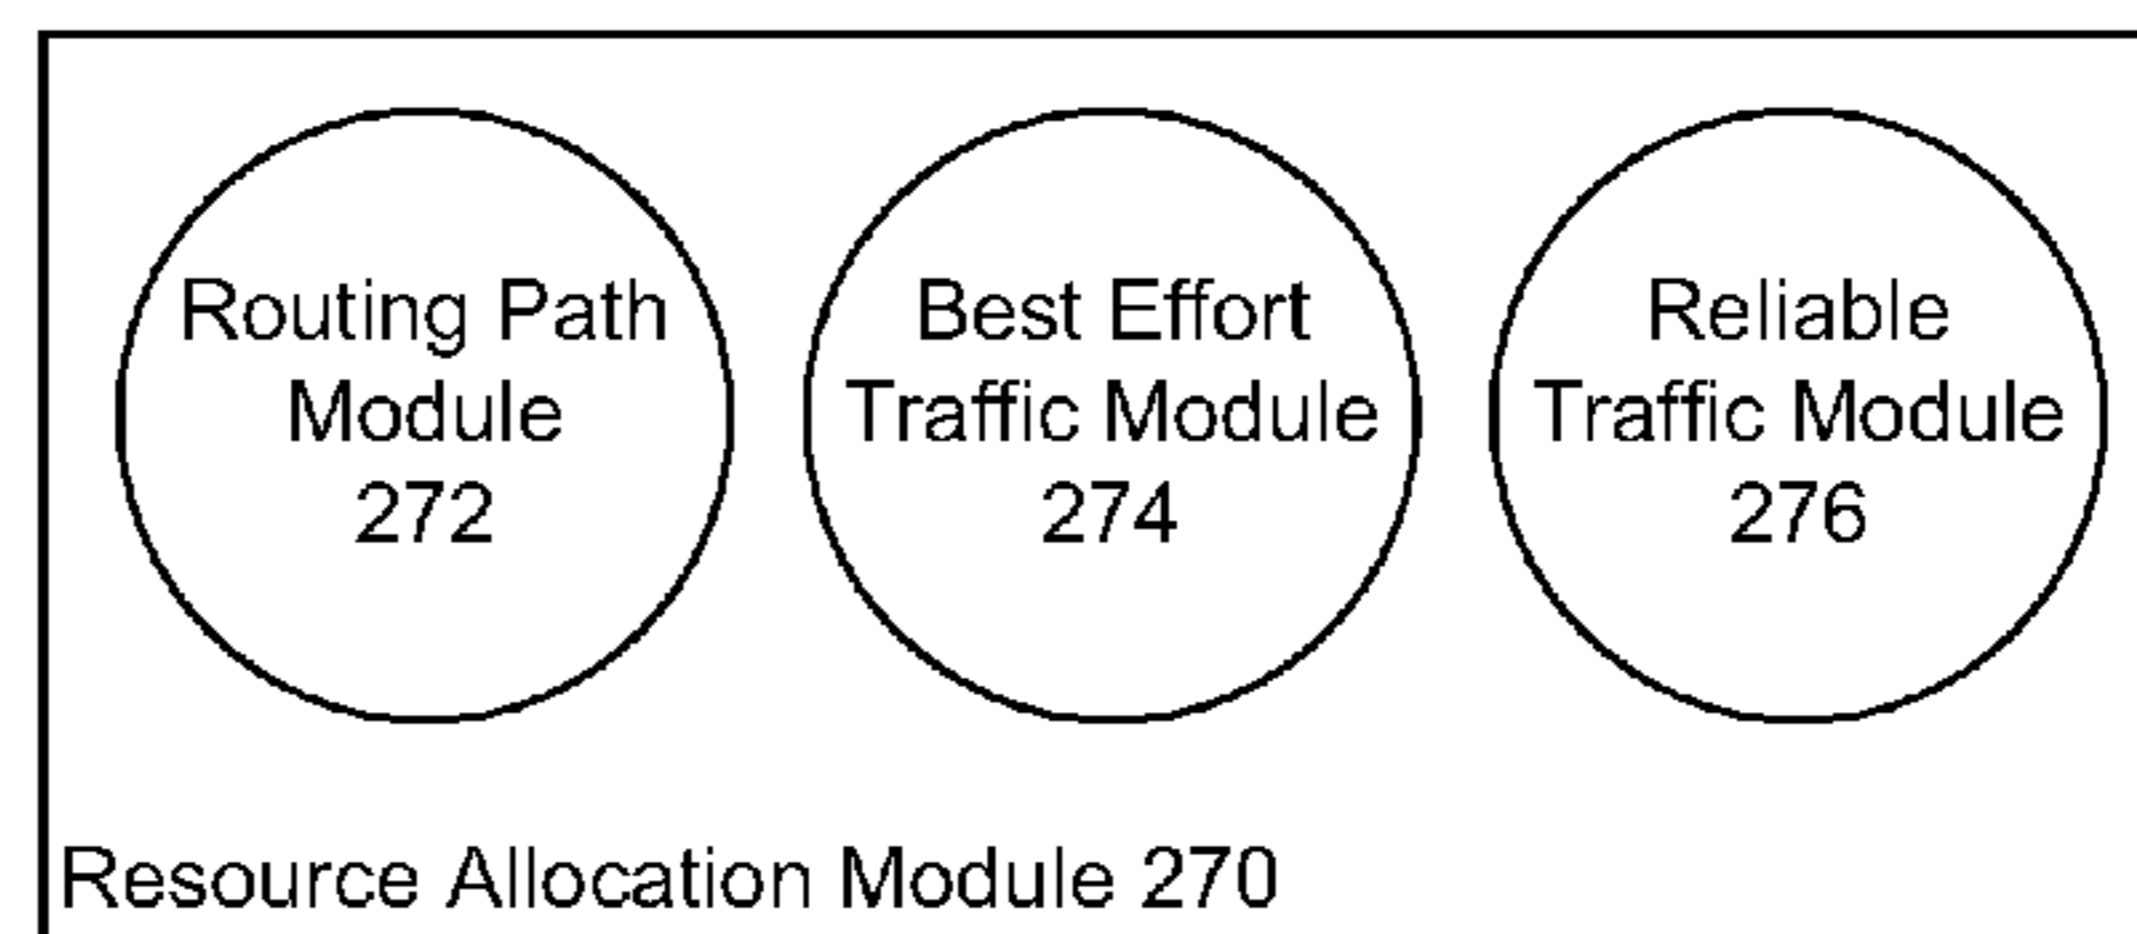 Routing Path
Module
272
Best Effort
Traffic Module
274
Reliable
Traffic Module
276
Resource Allocation Module 270